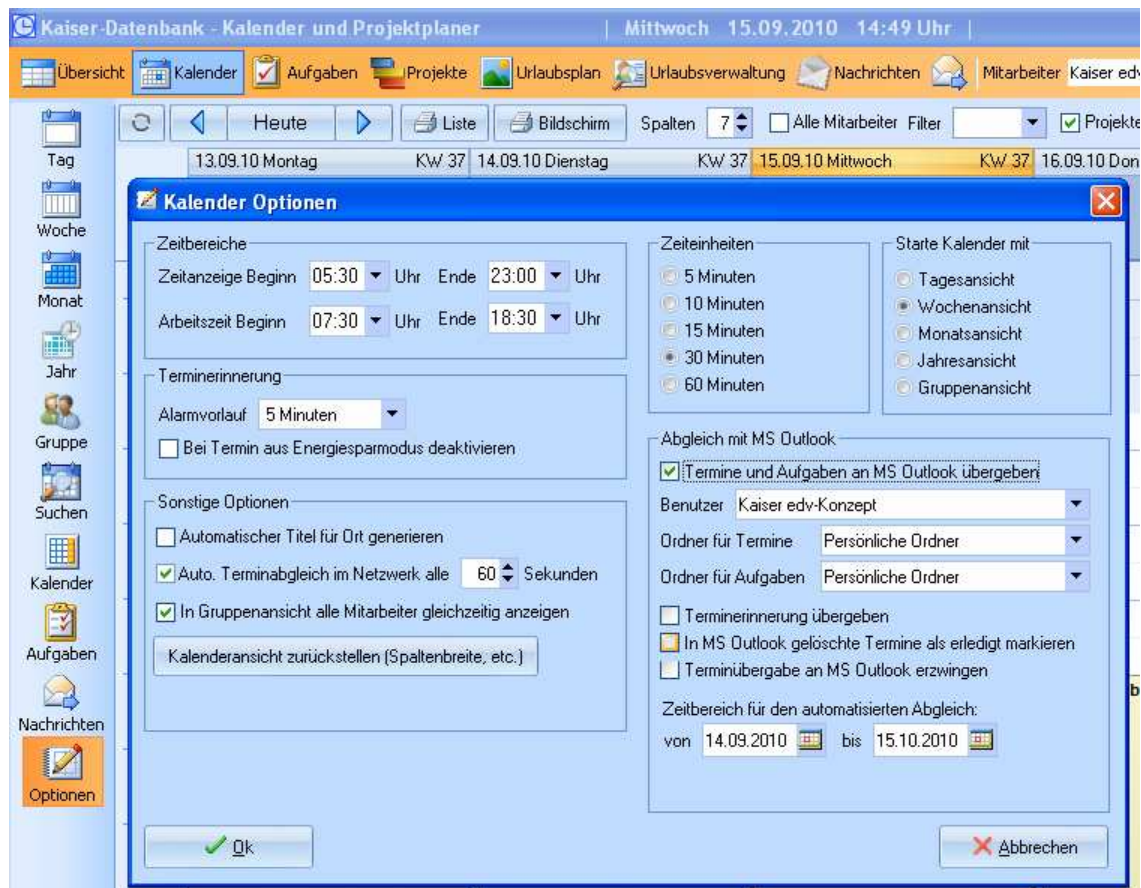 Kaiser-Datenbank - Kalender und Projektplaner | Mittwoch 15.09.2010 14:49 Uhr |
Übersicht Kalender Aufgaben Projekte Urlaubsplan Urlaubsverwaltung Nachrichten Mitarbeiter Kaiser edv
Heute Liste Bildschirm Spalten 7 Alle Mitarbeiter Filter Projekte
13.09.10 Montag KW 37 14.09.10 Dienstag KW 37 15.09.10 Mittwoch KW 37 16.09.10 Don
Tag
Woche
Monat
Jahr
Gruppe
Suchen
Kalender
Aufgaben
Nachrichten
Optionen
Kalender Optionen
Zeitbereiche
Zeitanzeige Beginn 05:30 Uhr Ende 23:00 Uhr
Arbeitszeit Beginn 07:30 Uhr Ende 18:30 Uhr
Terminerinnerung
Alarmvorlauf 5 Minuten
Bei Termin aus Energiesparmodus deaktivieren
Sonstige Optionen
Automatischer Titel für Ort generieren
Auto. Terminabgleich im Netzwerk alle 60 Sekunden
In Gruppenansicht alle Mitarbeiter gleichzeitig anzeigen
Kalenderansicht zurückstellen (Spaltenbreite, etc.)
Zeiteinheiten
5 Minuten
10 Minuten
15 Minuten
30 Minuten
60 Minuten
Starte Kalender mit
Tagesansicht
Wochenansicht
Monatsansicht
Jahresansicht
Gruppenansicht
Abgleich mit MS Outlook
Termine und Aufgaben an MS Outlook übergeben
Benutzer Kaiser edv-Konzept
Ordner für Termine Persönliche Ordner
Ordner für Aufgaben Persönliche Ordner
Terminerinnerung übergeben
In MS Outlook gelöschte Termine als erledigt markieren
Terminübergabe an MS Outlook erzwingen
Zeitbereich für den automatisierten Abgleich:
von 14.09.2010 bis 15.10.2010
b
Ok Abbrechen